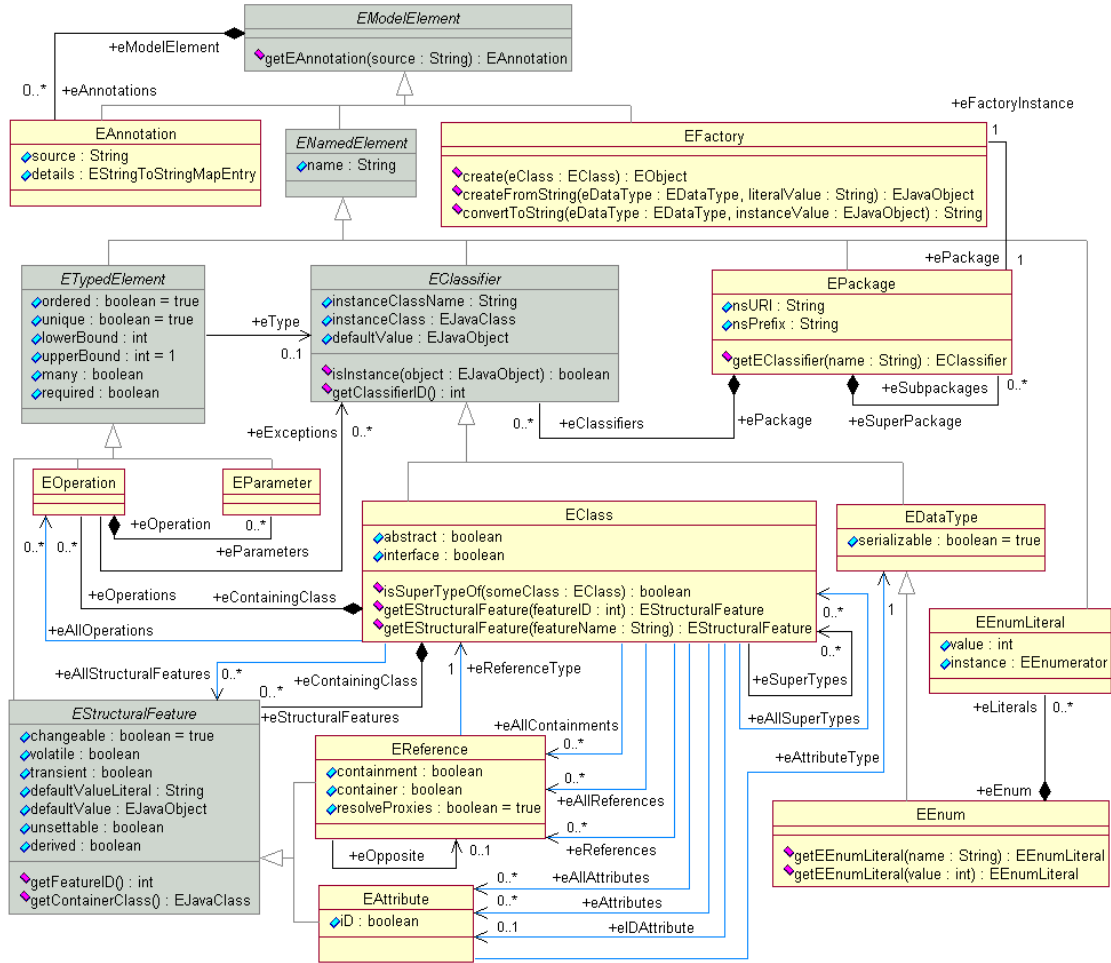 EModelElement
getEAnnotation(source : String) : EAnnotation
+eModelElement
0..*
+eAnnotations
EAnnotation
source : String
details : EStringToStringMapEntry
ENamedElement
name : String
+eFactoryInstance
1
EFactory
create(eClass : EClass) : EObject
createFromString(eDataType : EDataType, literalValue : String) : EJavaObject
convertToString(eDataType : EDataType, instanceValue : EJavaObject) : String
+ePackage
1
ETypedElement
ordered : boolean = true
unique : boolean = true
lowerBound : int
upperBound : int = 1
many : boolean
required : boolean
+eType
0..1
EClassifier
instanceClassName : String
instanceClass : EJavaClass
defaultValue : EJavaObject
isInstance(object : EJavaObject) : boolean
getClassifierID() : int
EPackage
nsURI : String
nsPrefix : String
getEClassifier(name : String) : EClassifier
+eSubpackages
0..*
+eSuperPackage
0..*
+eClassifiers
+ePackage
+eExceptions
0..*
EOperation
EParameter
+eOperation
0..*
+eParameters
0..*
0..*
+eOperations
+eContainingClass
+eAllOperations
EClass
abstract : boolean
interface : boolean
isSuperTypeOf(someClass : EClass) : boolean
getEStructuralFeature(featureID : int) : EStructuralFeature
getEStructuralFeature(featureName : String) : EStructuralFeature
EDataType
serializable : boolean = true
0..*
1
0..*
+eSuperTypes
+eAllSuperTypes
EEnumLiteral
value : int
instance : EEnumerator
+eLiterals
0..*
+eAllStructuralFeatures
0..*
+eContainingClass
0..*
+eStructuralFeatures
1
+eReferenceType
+eAllContainments
0..*
+eAttributeType
EStructuralFeature
changeable : boolean = true
volatile : boolean
transient : boolean
defaultValueLiteral : String
defaultValue : EJavaObject
unsettable : boolean
derived : boolean
getFeatureID() : int
getContainerClass() : EJavaClass
EReference
containment : boolean
container : boolean
resolveProxies : boolean = true
0..*
+eAllReferences
0..*
+eReferences
+eOpposite
0..1
+eEnum
EEnum
getEEnumLiteral(name : String) : EEnumLiteral
getEEnumLiteral(value : int) : EEnumLiteral
+eAllAttributes
0..*
EAttribute
iD : boolean
0..*
+eAttributes
0..1
+eIDAttribute